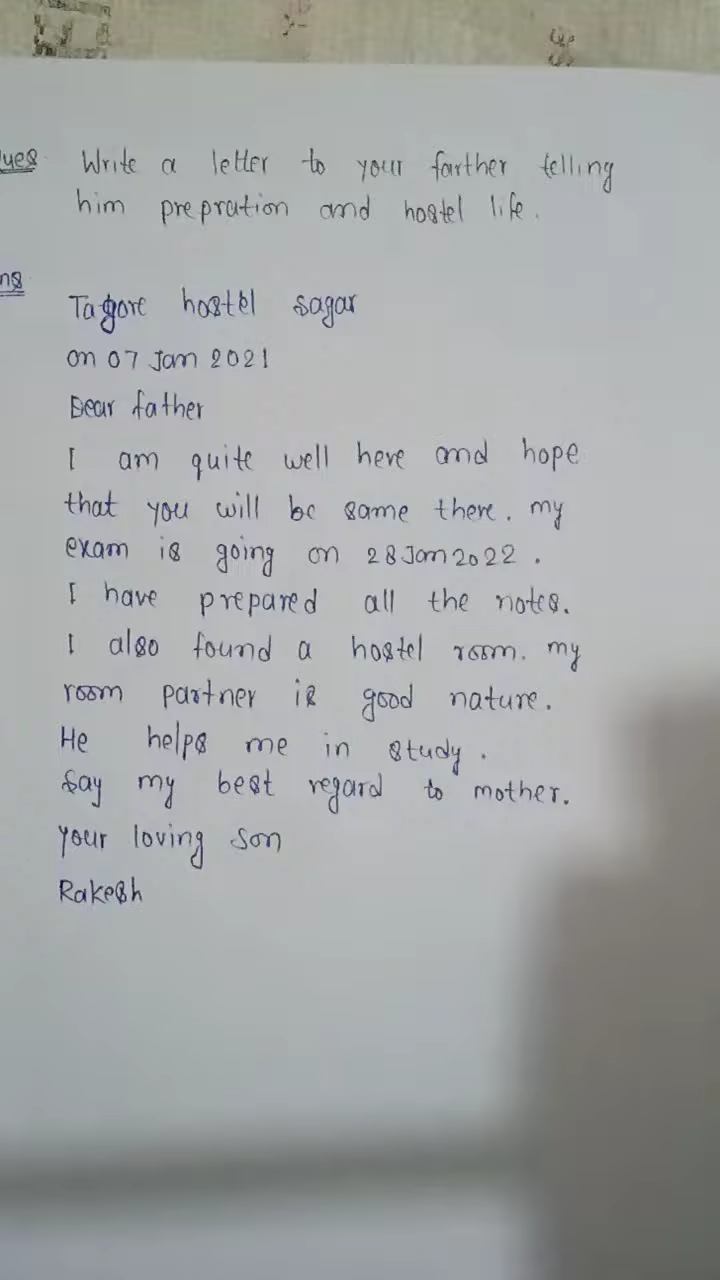 Ques Write a letter to your farther telling
him prepration and hostel life.
Ans
Tagore hostel sagar
on 07 Jan 2021
Dear father
I am quite well here and hope
that you will be same there. my
exam is going on 28 Jan 2022.
I have prepared all the notes.
I also found a hostel room. my
room partner is good nature.
He helps me in study.
Say my best regard to mother.
your loving son
Rakesh